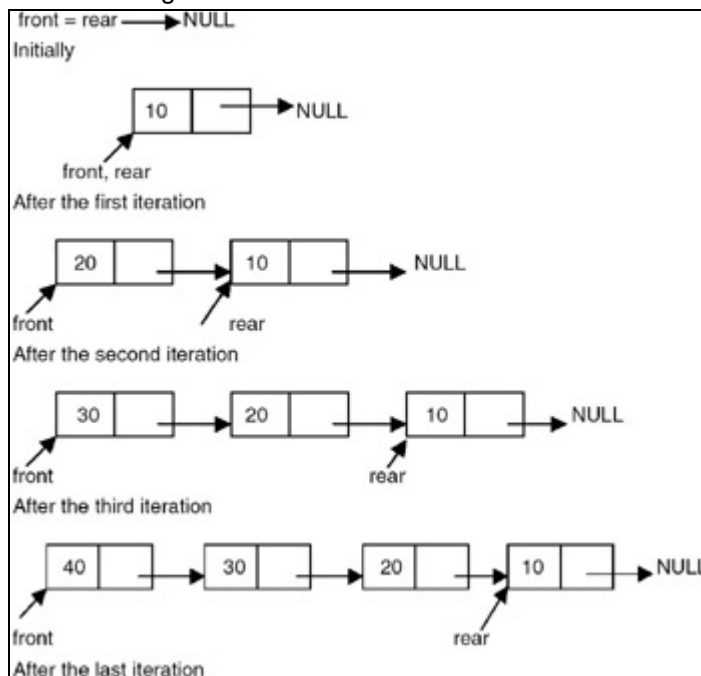 front = rear NULL
Initially
10 NULL
front, rear
After the first iteration
20 10 NULL
front rear
After the second iteration
30 20 10 NULL
front rear
After the third iteration
40 30 20 10 NULL
front rear
After the last iteration